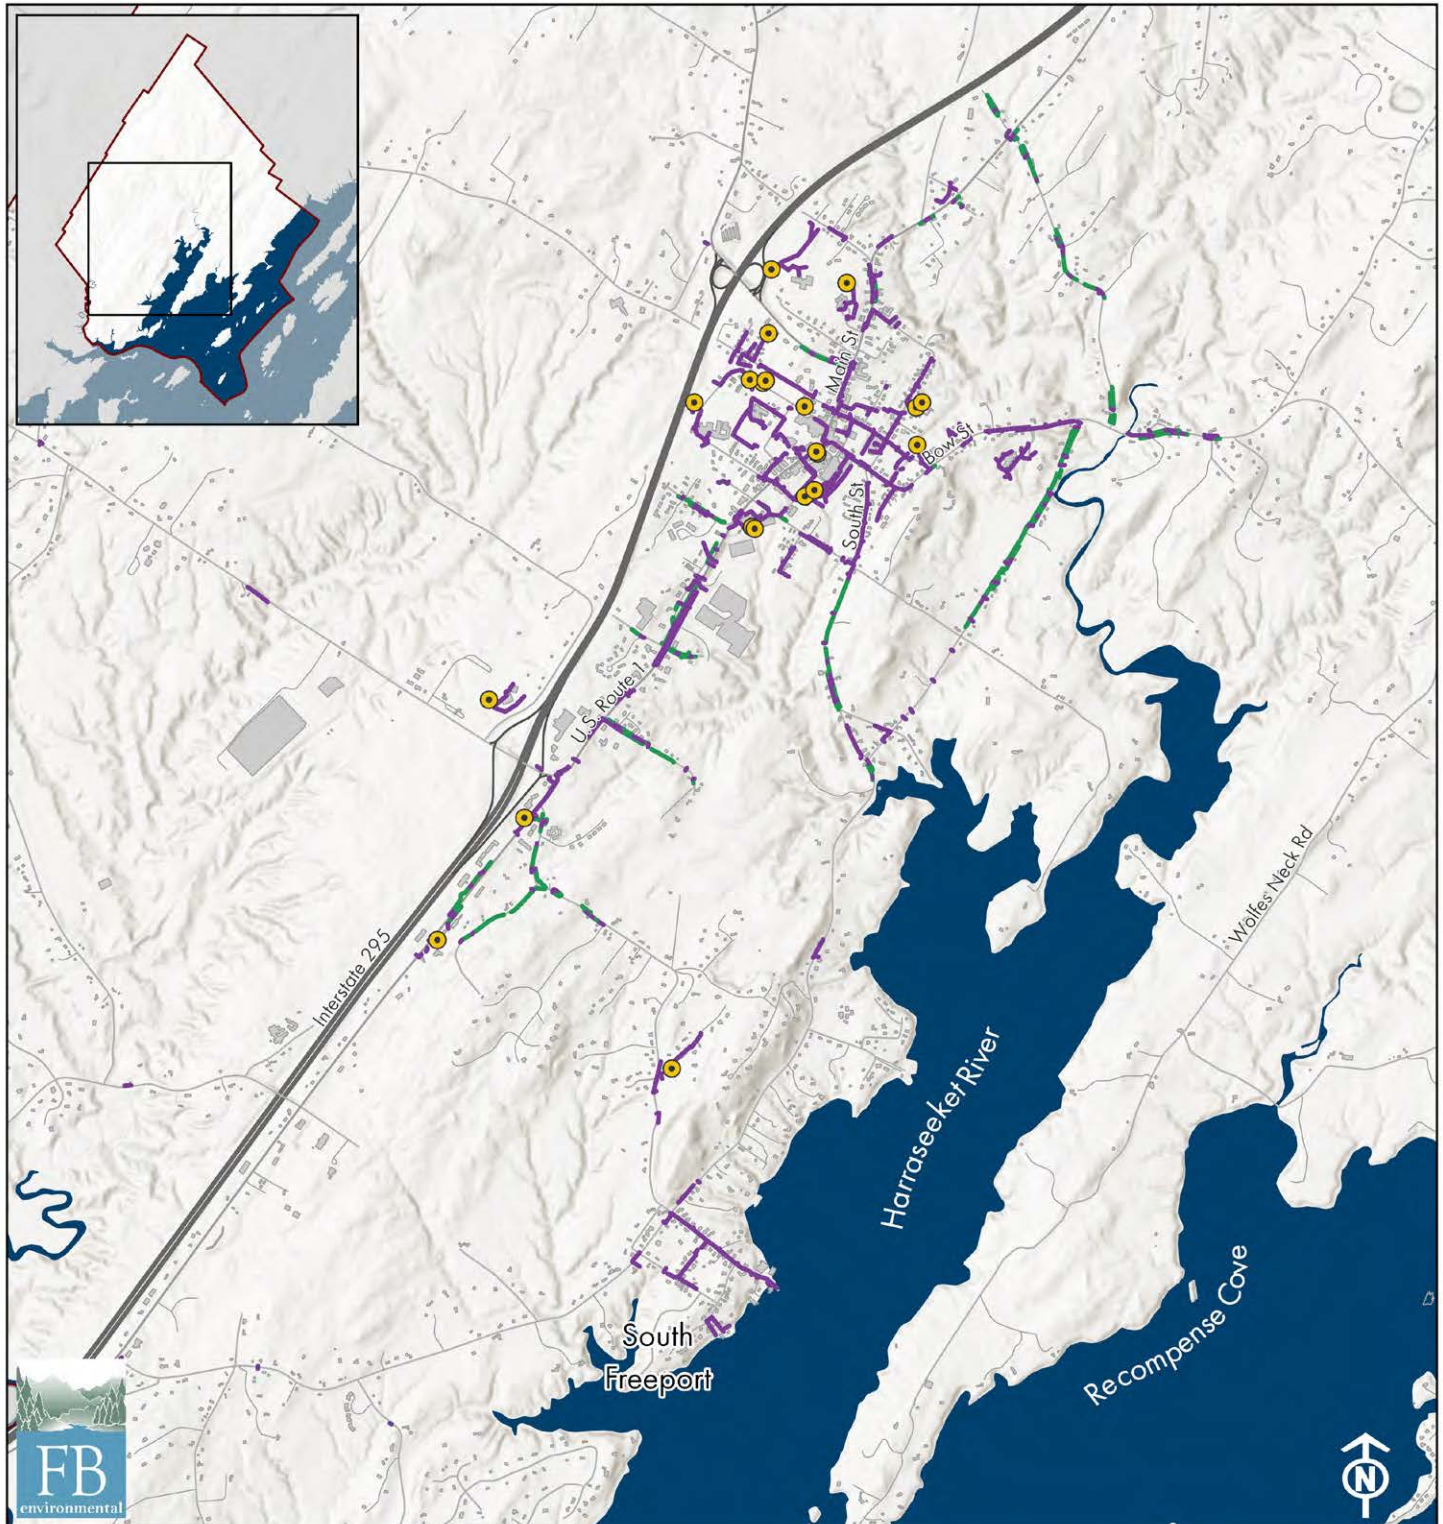 Main St
Bow St
South St
U.S. Route 1
Interstate 295
Wolfes Neck Rd
Harraseeket River
Recompense Cove
South
Freeport
FB
environmental
N